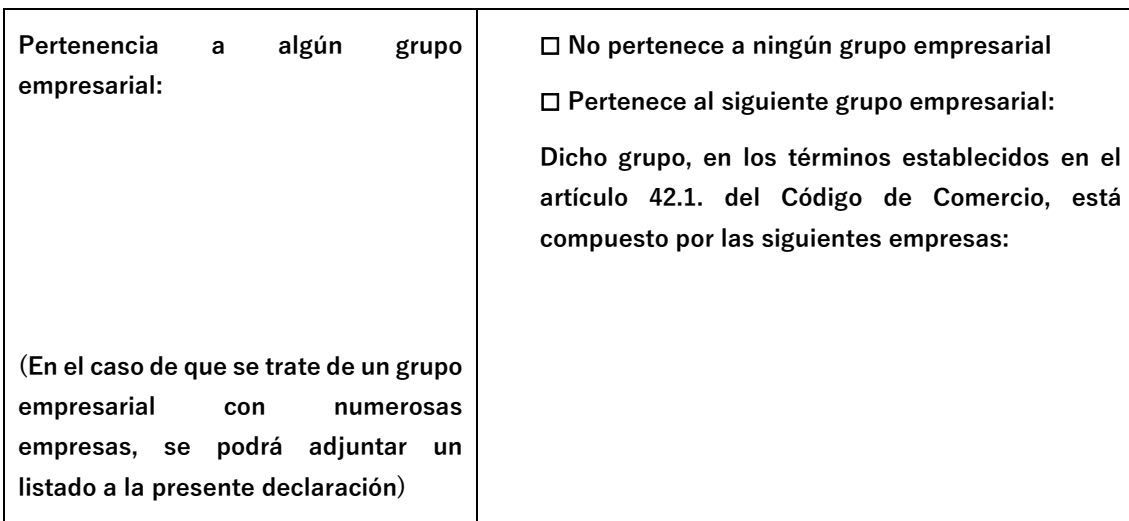 Pertenencia a algún grupo
empresarial:
(En el caso de que se trate de un grupo
empresarial con numerosas
empresas, se podrá adjuntar un
listado a la presente declaración)
☐ No pertenece a ningún grupo empresarial
☐ Pertenece al siguiente grupo empresarial:
Dicho grupo, en los términos establecidos en el
artículo 42.1. del Código de Comercio, está
compuesto por las siguientes empresas: